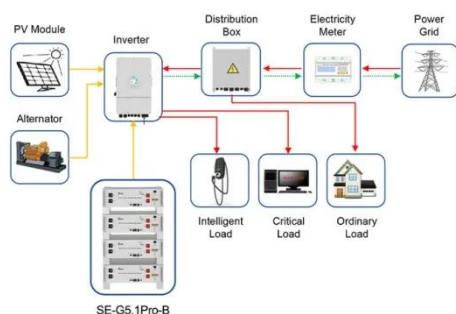 PV Module
Inverter
Distribution
Box
Electricity
Meter
Power
Grid
Alternator
Intelligent
Load
Critical
Load
Ordinary
Load
SE-G5.1Pro-B